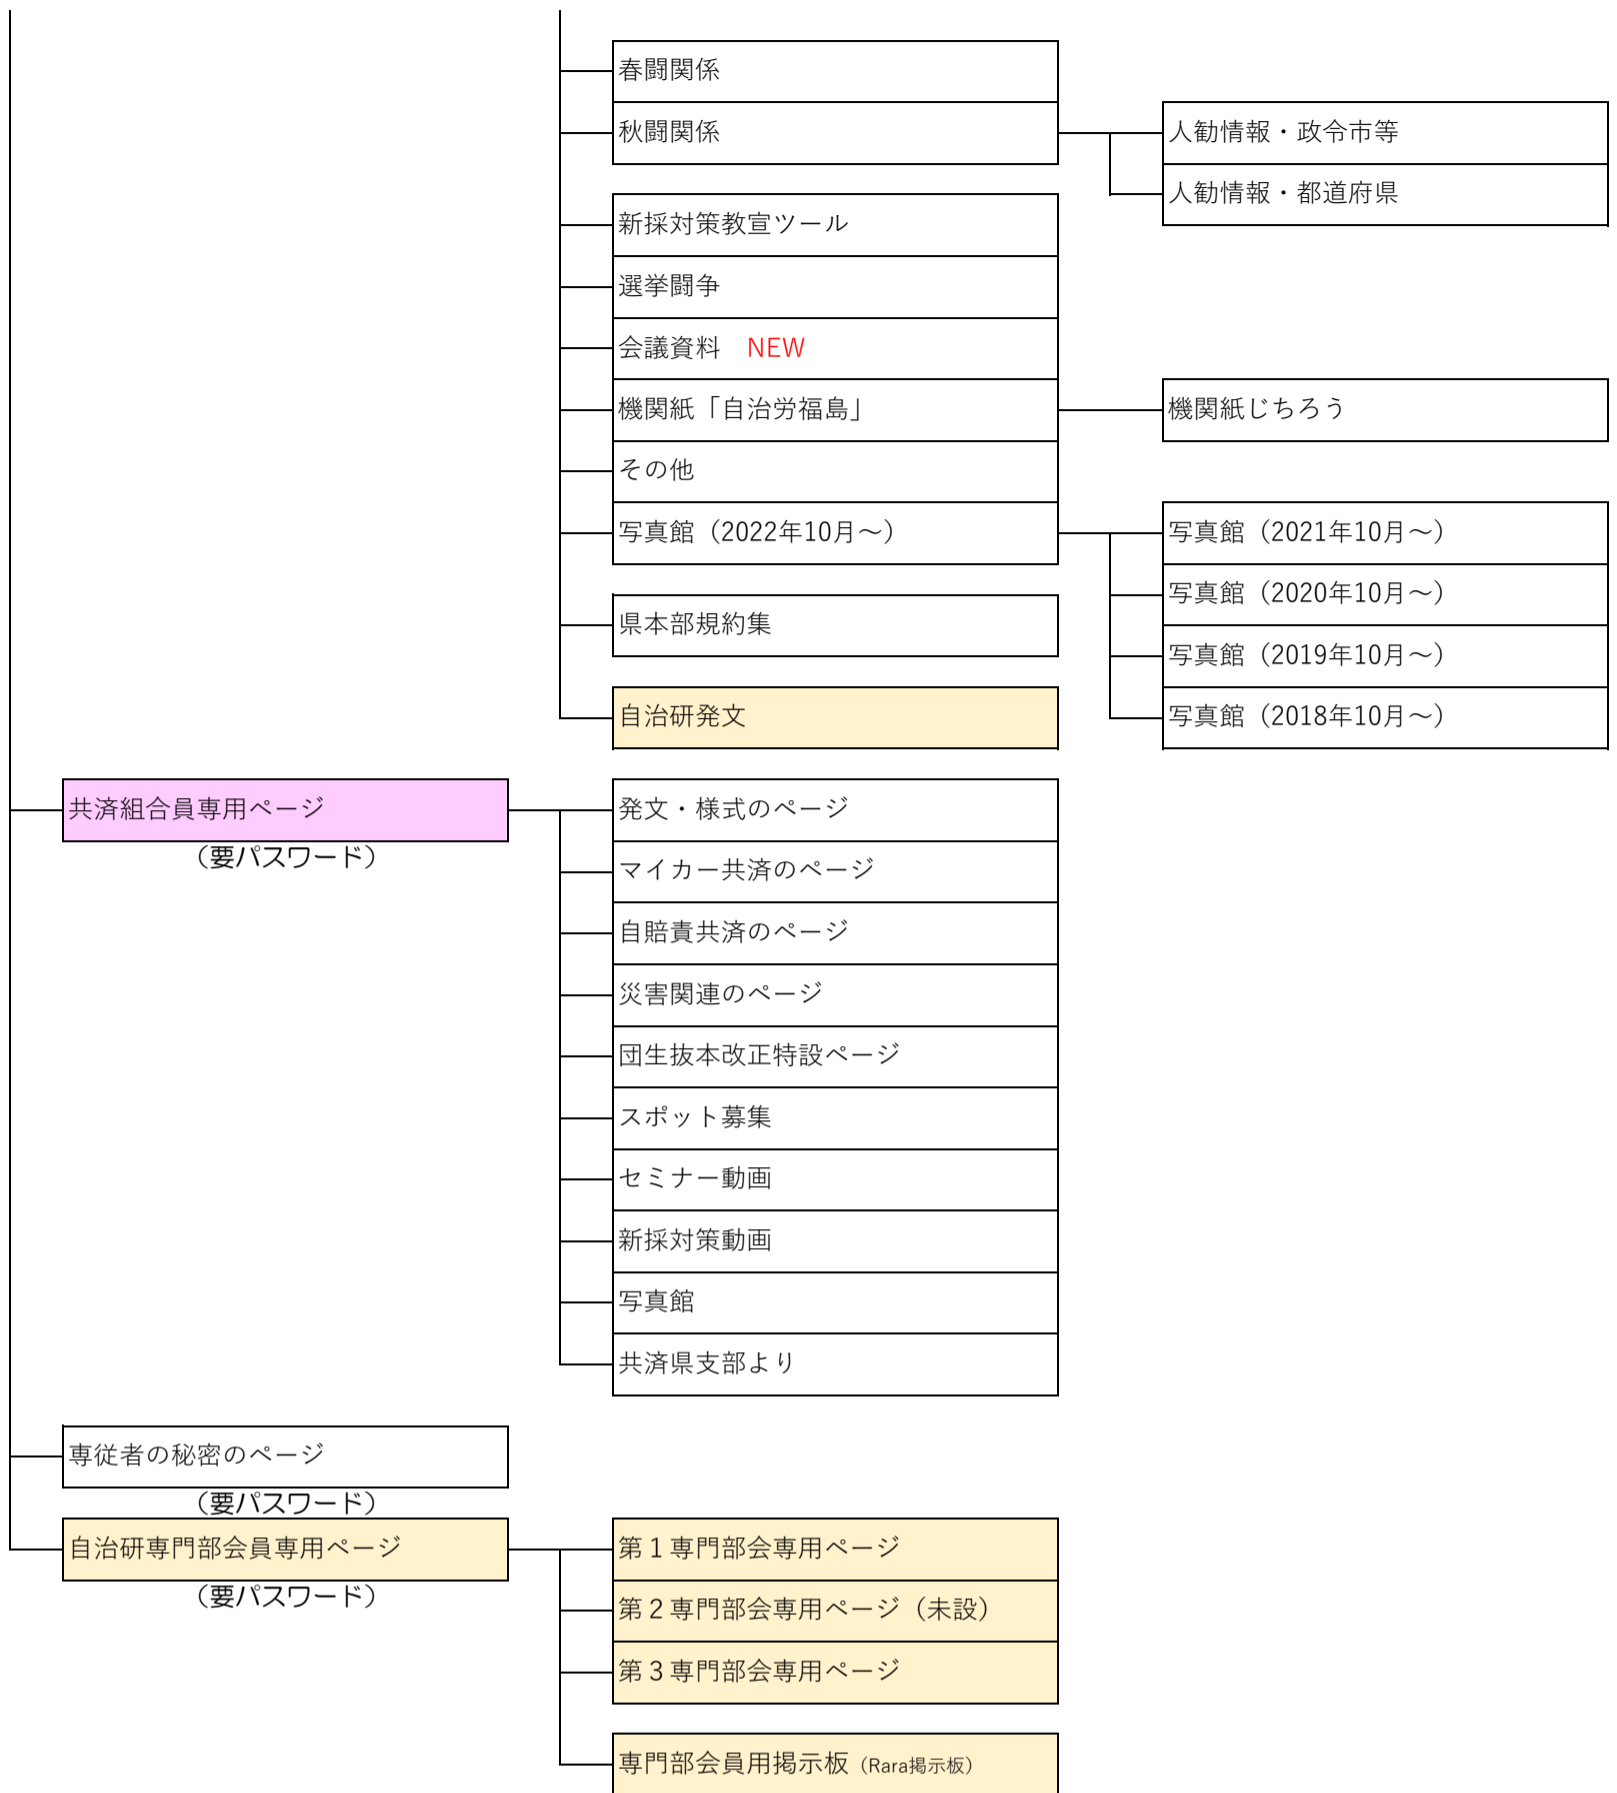 春闘関係
秋闘関係
人勧情報・政令市等
人勧情報・都道府県
新採対策教宣ツール
選挙闘争
会議資料　NEW
機関紙「自治労福島」
機関紙じちろう
その他
写真館（2022年10月～）
写真館（2021年10月～）
写真館（2020年10月～）
県本部規約集
写真館（2019年10月～）
自治研発文
写真館（2018年10月～）
共済組合員専用ページ
（要パスワード）
発文・様式のページ
マイカー共済のページ
自賠責共済のページ
災害関連のページ
団生抜本改正特設ページ
スポット募集
セミナー動画
新採対策動画
写真館
共済県支部より
専従者の秘密のページ
（要パスワード）
自治研専門部会員専用ページ
（要パスワード）
第１専門部会専用ページ
第２専門部会専用ページ（未設）
第３専門部会専用ページ
専門部会員用掲示板（Rara掲示板）